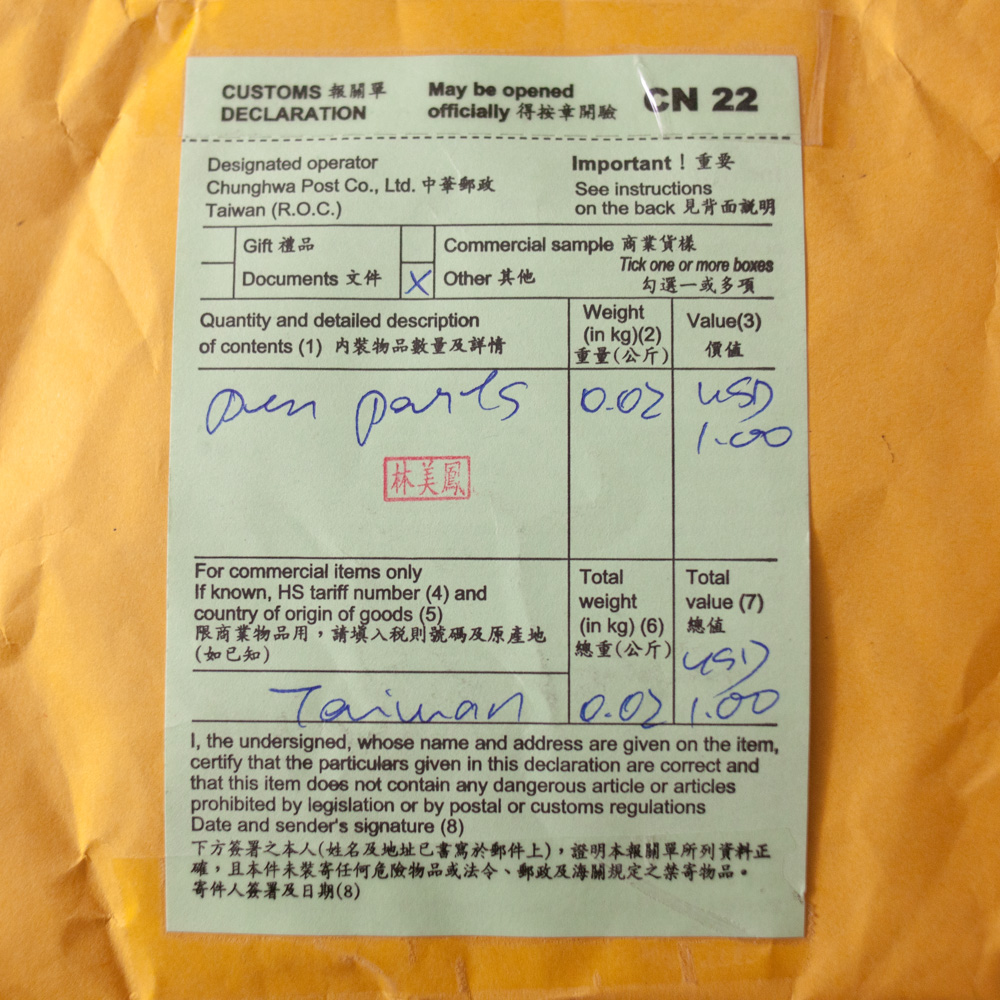 CUSTOMS 報關單 May be opened CN 22
DECLARATION officially 得按章開驗
Designated operator Important ! 重要
Chunghwa Post Co., Ltd. 中華郵政 See instructions
Taiwan (R.O.C.) on the back 見背面説明
Gift 禮品 Commercial sample 商業貨樣
Tick one or more boxes
Documents 文件 X Other 其他 勾選一或多項
Quantity and detailed description
of contents (1) 內裝物品數量及詳情
Weight
(in kg)(2)
重量(公斤)
Value(3)
價值
pen parts 0.02 USD
1.00
林美鳳
For commercial items only
If known, HS tariff number (4) and
country of origin of goods (5)
限商業物品用，請填入税則號碼及原產地
(如已知)
Total
weight
(in kg) (6)
總重(公斤)
Total
value (7)
總值
USD
Taiwan 0.02 1.00
I, the undersigned, whose name and address are given on the item,
certify that the particulars given in this declaration are correct and
that this item does not contain any dangerous article or articles
prohibited by legislation or by postal or customs regulations
Date and sender's signature (8)
下方簽署之本人(姓名及地址已書寫於郵件上)，證明本報關單所列資料正
確，且本件未裝寄任何危險物品或法令、郵政及海關規定之禁寄物品。
寄件人簽署及日期(8)